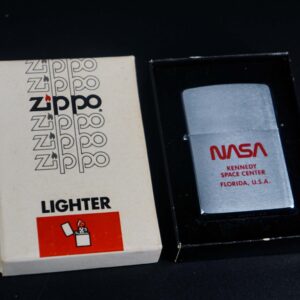 Zippo
Zippo
Zippo
Zippo
Zippo
Zippo
LIGHTER
NASA
KENNEDY
SPACE CENTER
FLORIDA, U.S.A.